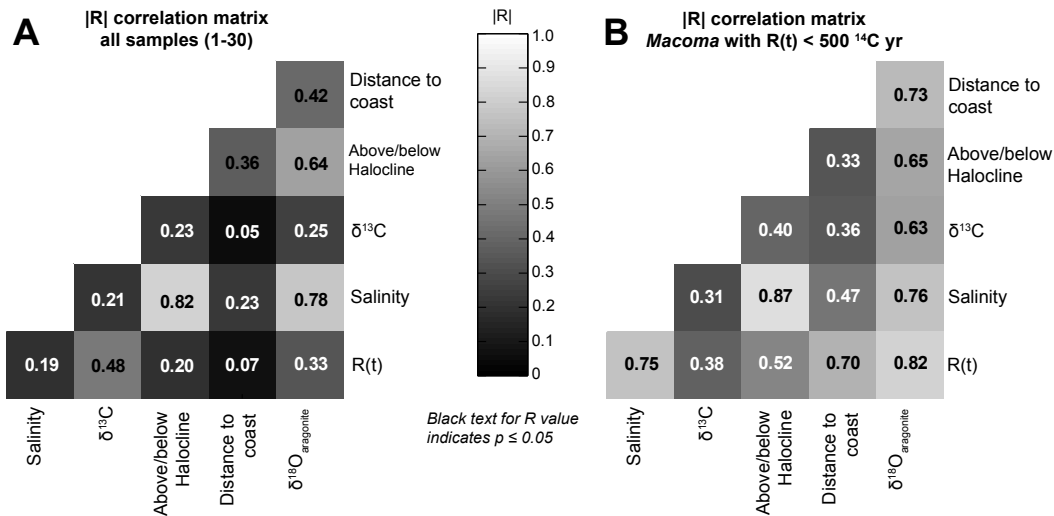 A
|R| correlation matrix
all samples (1-30)
0.42
Distance to
coast
0.36
0.64
Above/below
Halocline
0.23
0.05
0.25
δ¹³C
0.21
0.82
0.23
0.78
Salinity
0.19
0.48
0.20
0.07
0.33
R(t)
Salinity
δ¹³C
Above/below
Halocline
Distance to
coast
δ¹⁸O aragonite
|R|
1.0
0.9
0.8
0.7
0.6
0.5
0.4
0.3
0.2
0.1
0
Black text for R value
indicates p ≤ 0.05
B
|R| correlation matrix
Macoma with R(t) < 500 ¹⁴C yr
0.73
Distance to
coast
0.33
0.65
Above/below
Halocline
0.40
0.36
0.63
δ¹³C
0.31
0.87
0.47
0.76
Salinity
0.75
0.38
0.52
0.70
0.82
R(t)
Salinity
δ¹³C
Above/below
Halocline
Distance to
coast
δ¹⁸O aragonite